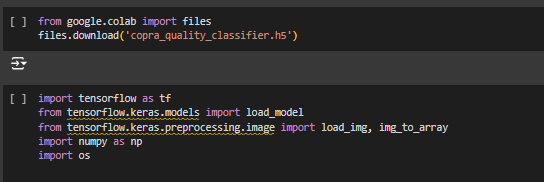 [ ] from google.colab import files
files.download('copra_quality_classifier.h5')
[ ] import tensorflow as tf
from tensorflow.keras.models import load_model
from tensorflow.keras.preprocessing.image import load_img, img_to_array
import numpy as np
import os